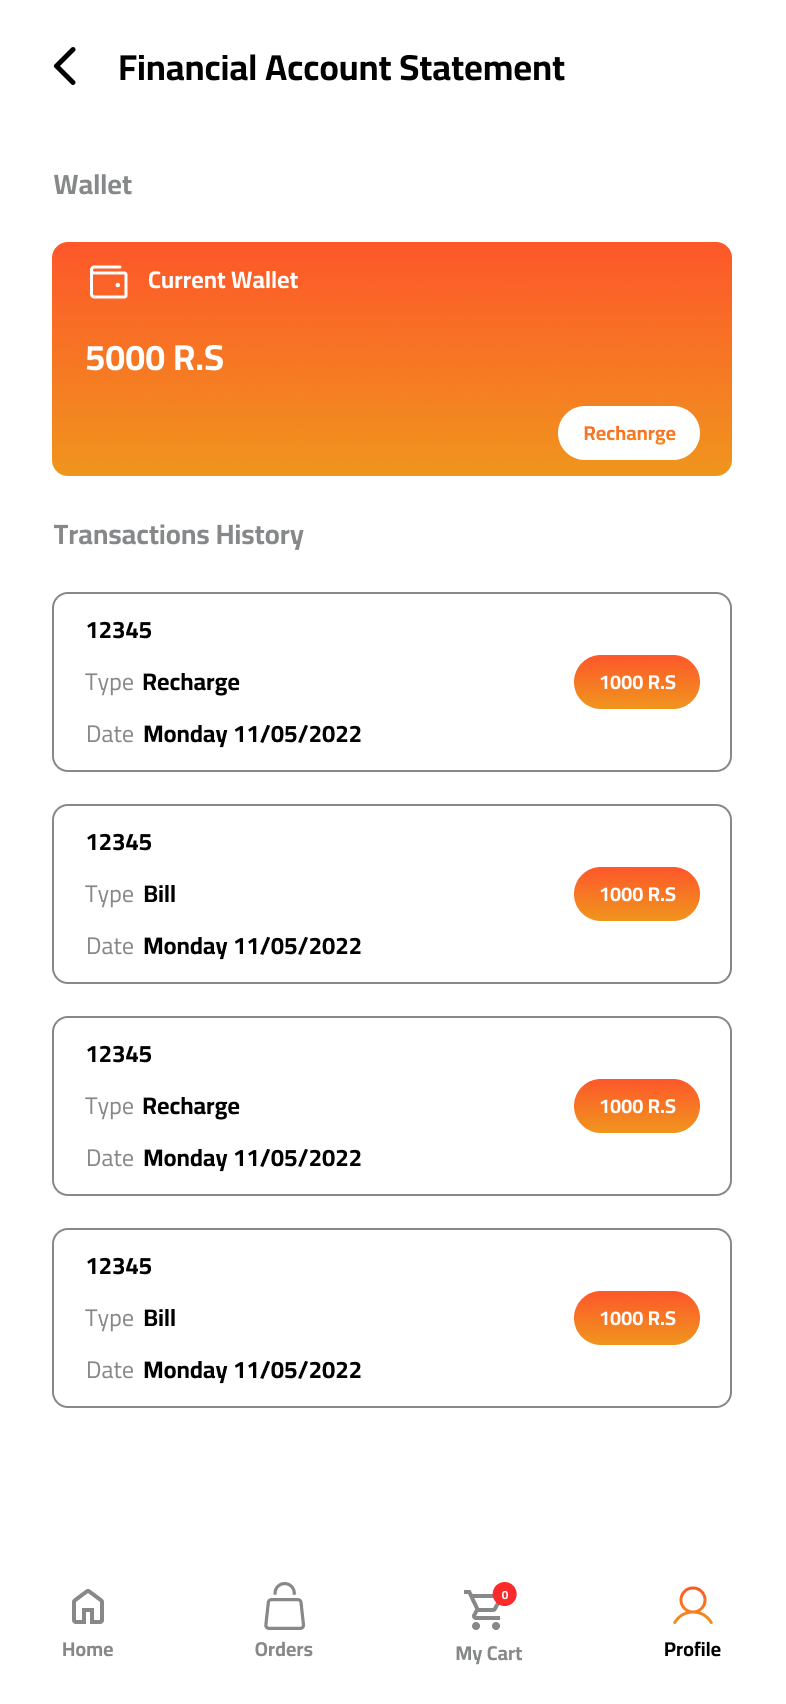 Financial Account Statement
Wallet
Current Wallet
5000 R.S
Rechanrge
Transactions History
12345
Type Recharge
1000 R.S
Date Monday 11/05/2022
12345
Type Bill
1000 R.S
Date Monday 11/05/2022
12345
Type Recharge
1000 R.S
Date Monday 11/05/2022
12345
Type Bill
1000 R.S
Date Monday 11/05/2022
0
Home
Orders
My Cart
Profile